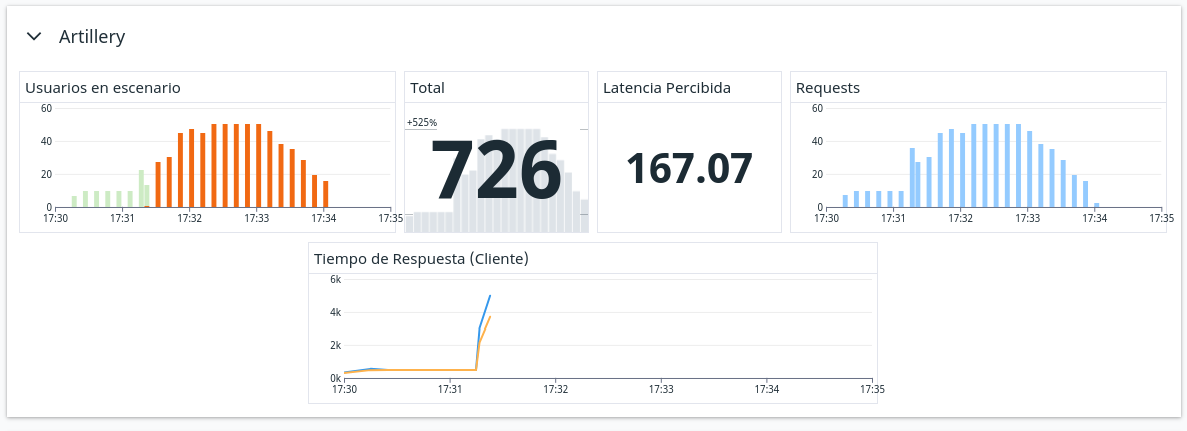 Artillery
Usuarios en escenario
60
40
20
0
17:30 17:31 17:32 17:33 17:34 17:35
Total
+525%
726
Latencia Percibida
167.07
Requests
60
40
20
0
17:30 17:31 17:32 17:33 17:34 17:35
Tiempo de Respuesta (Cliente)
6k
4k
2k
0k
17:30 17:31 17:32 17:33 17:34 17:35